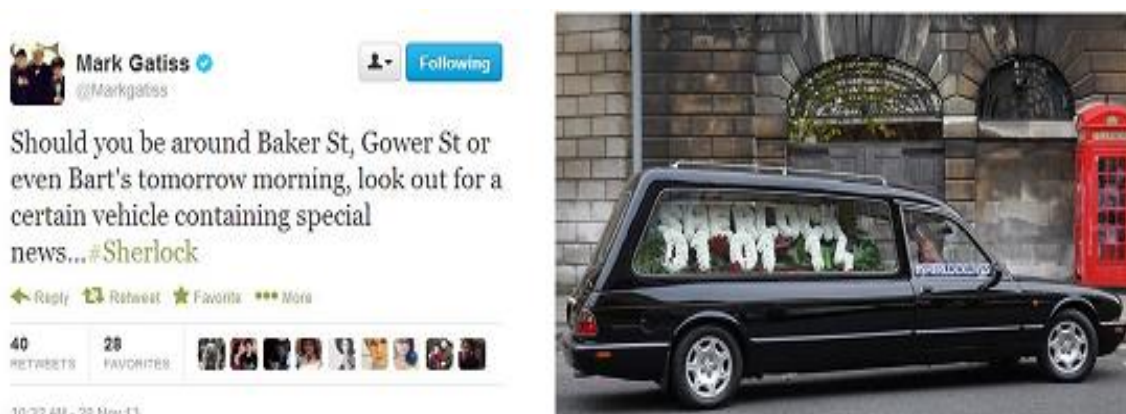 Mark Gatiss
@Markgatiss
Following
Should you be around Baker St, Gower St or
even Bart's tomorrow morning, look out for a
certain vehicle containing special
news...#Sherlock
Reply Retweet Favorite More
40 28
RETWEETS FAVORITES
SHERLOCK
01 01 14
#SHERLOCKLIVES